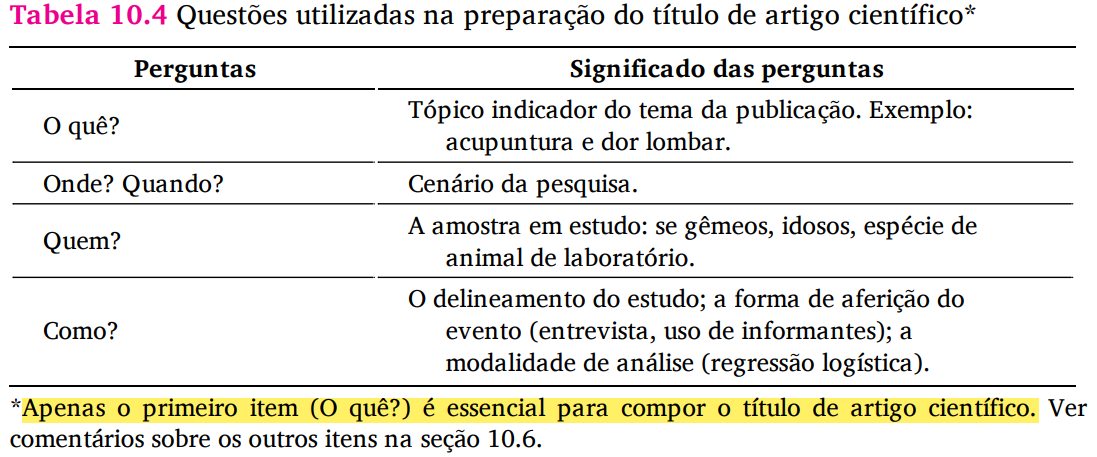 Tabela 10.4 Questões utilizadas na preparação do título de artigo científico*
Perguntas Significado das perguntas
O quê? Tópico indicador do tema da publicação. Exemplo:
acupuntura e dor lombar.
Onde? Quando? Cenário da pesquisa.
Quem? A amostra em estudo: se gêmeos, idosos, espécie de
animal de laboratório.
Como? O delineamento do estudo; a forma de aferição do
evento (entrevista, uso de informantes); a
modalidade de análise (regressão logística).
*Apenas o primeiro item (O quê?) é essencial para compor o título de artigo científico. Ver
comentários sobre os outros itens na seção 10.6.